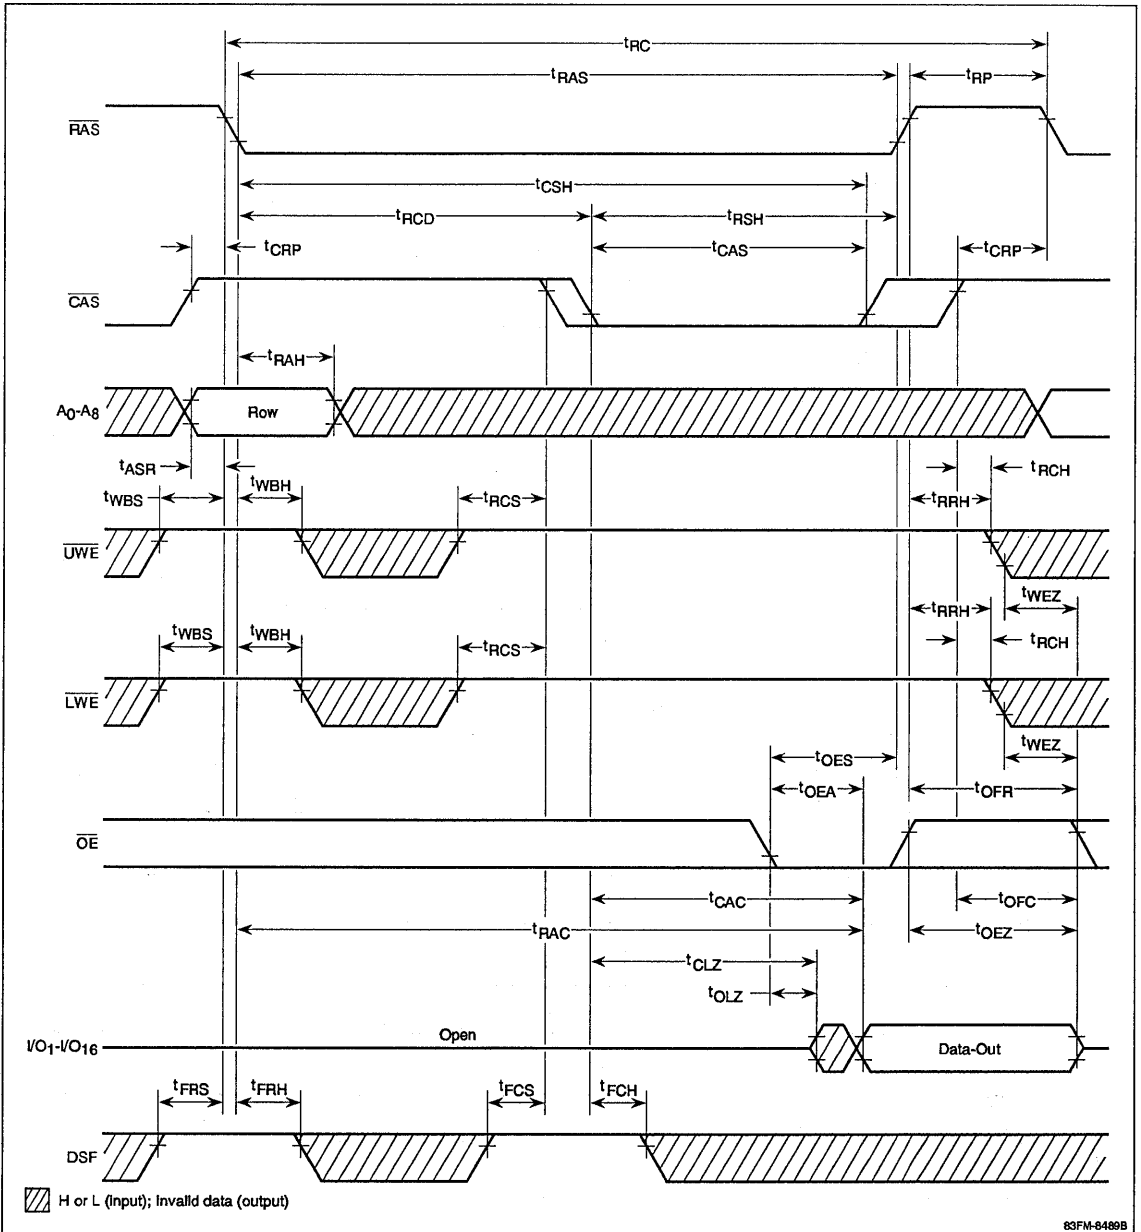 tRC
tRAS
tRP
RAS
tCSH
tRCD
tRSH
tCRP
tCAS
tCRP
CAS
tRAH
A0-A8
Row
tASR
tRCH
tWBS
tWBH
tRCS
tRRH
UWE
tWEZ
tRRH
tWBS
tWBH
tRCS
tRCH
LWE
tWEZ
tOES
tOEA
tOFR
OE
tCAC
tOFC
tRAC
tOEZ
tCLZ
tOLZ
Open
I/O1-I/O16
Data-Out
tFRS
tFRH
tFCS
tFCH
DSF
H or L (input); Invalid data (output)
83FM-8489B